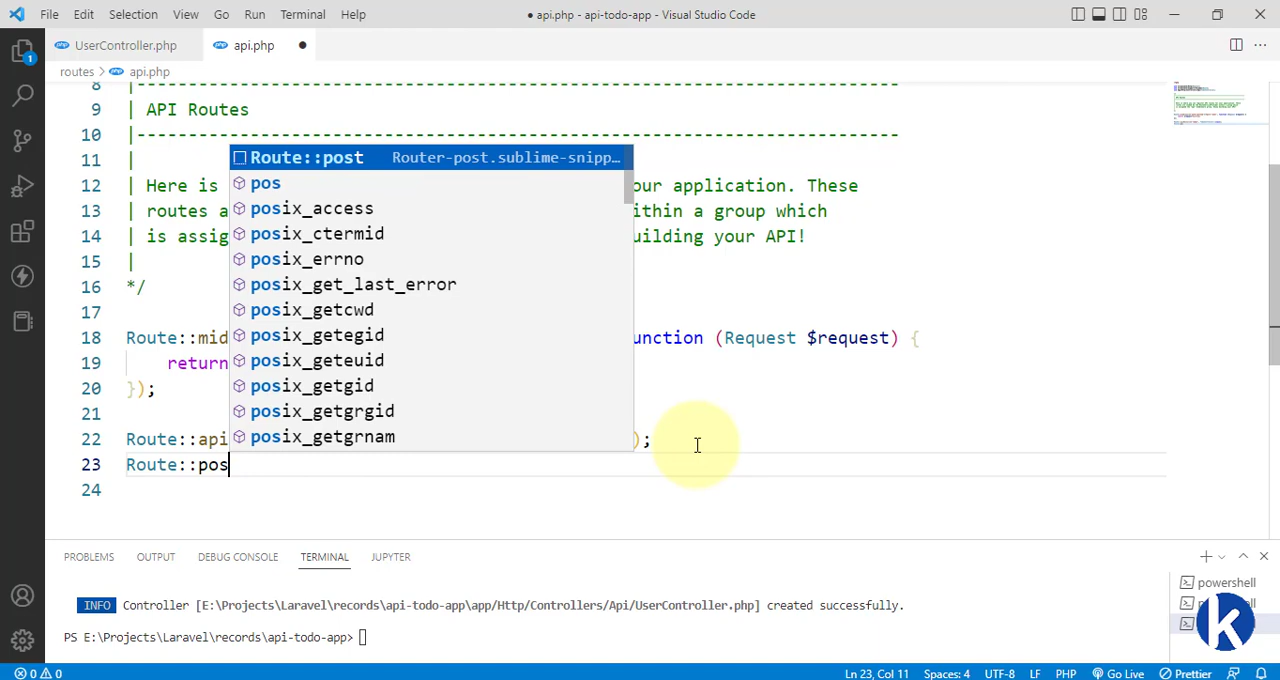 File Edit Selection View Go Run Terminal Help
● api.php - api-todo-app - Visual Studio Code
UserController.php
api.php ●
routes > api.php
8 |--------------------------------------------------------------------------
9 | API Routes
10 |--------------------------------------------------------------------------
11 |
12 | Here is our application. These
13 | routes a ithin a group which
14 | is assig uilding your API!
15 |
16 */
17
18 Route::mid unction (Request $request) {
19 return
20 });
21
22 Route::api );
23 Route::pos
24
Route::post Router-post.sublime-snipp…
pos
posix_access
posix_ctermid
posix_errno
posix_get_last_error
posix_getcwd
posix_getegid
posix_geteuid
posix_getgid
posix_getgrgid
posix_getgrnam
PROBLEMS OUTPUT DEBUG CONSOLE TERMINAL JUPYTER
INFO Controller [E:\Projects\Laravel\records\api-todo-app\app/Http/Controllers/Api/UserController.php] created successfully.
PS E:\Projects\Laravel\records\api-todo-app>
powershell
1
0 0 Ln 23, Col 11 Spaces: 4 UTF-8 LF PHP Go Live Prettier